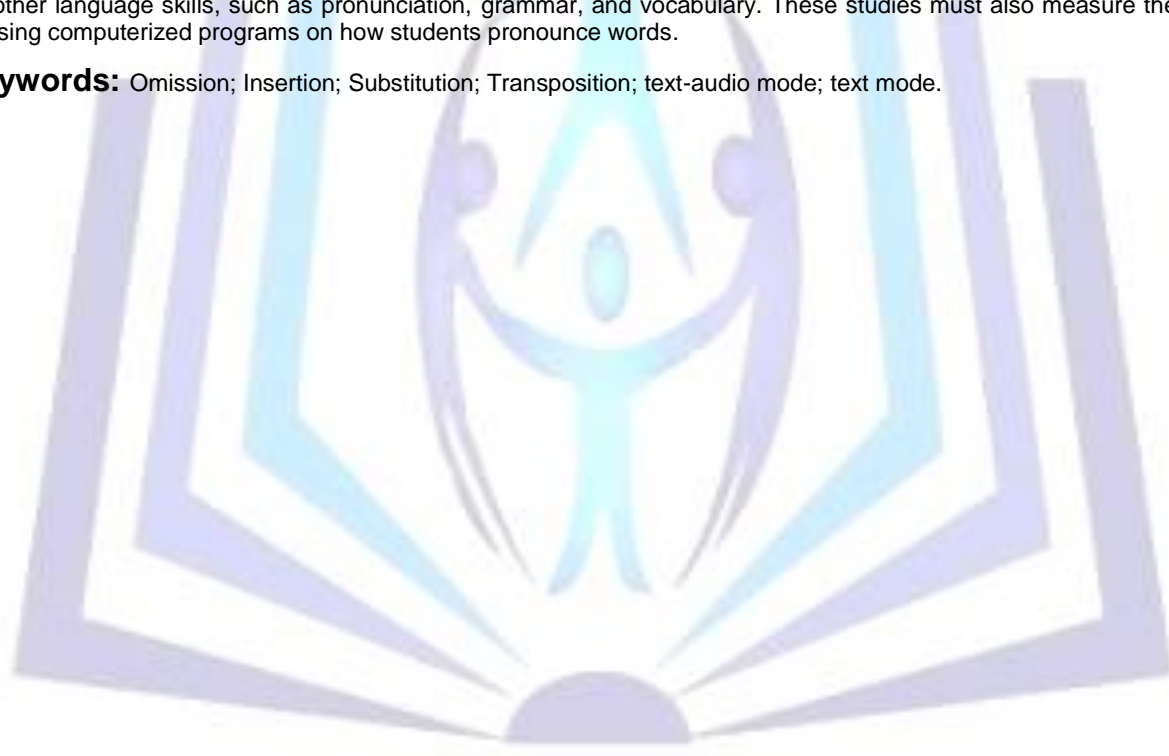 other language skills, such as pronunciation, grammar, and vocabulary. These studies must also measure the
sing computerized programs on how students pronounce words.
ywords: Omission; Insertion; Substitution; Transposition; text-audio mode; text mode.